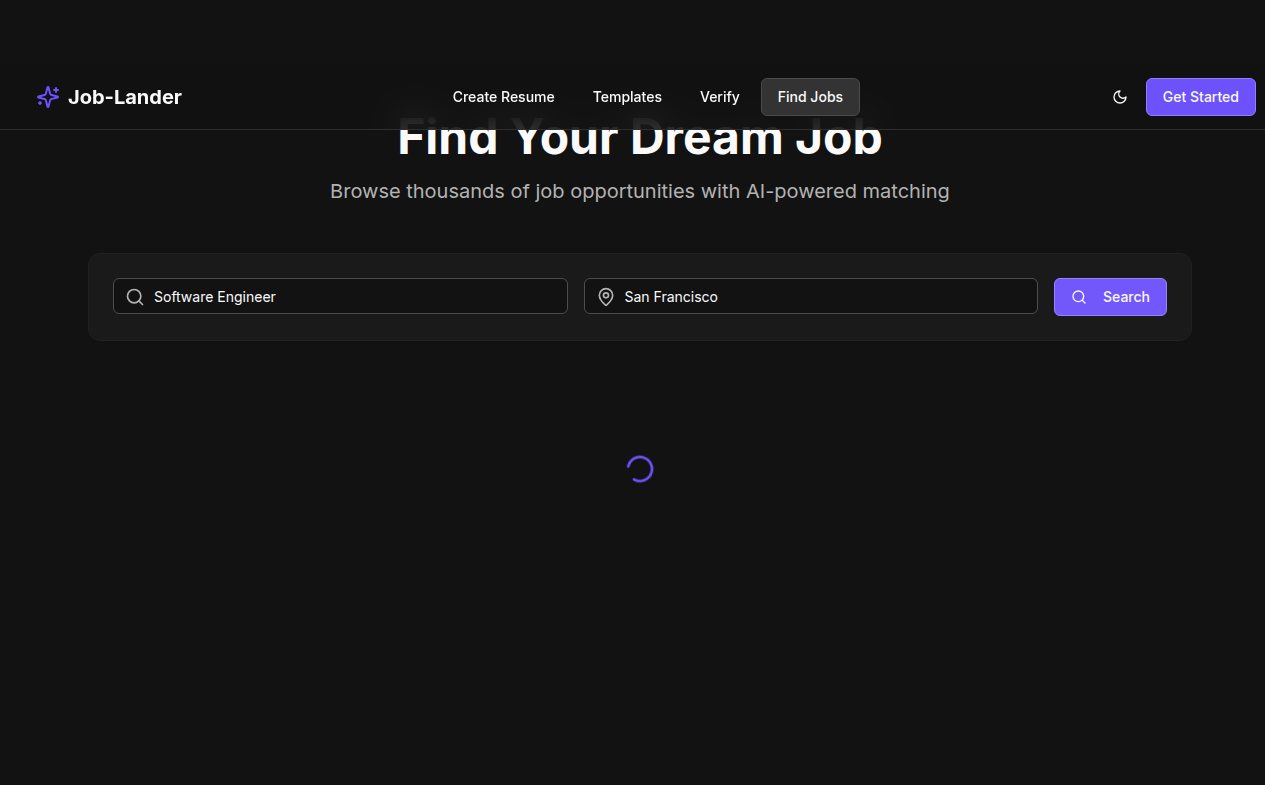 Job-Lander
Create Resume
Templates
Verify
Find Jobs
Get Started
Find Your Dream Job
Browse thousands of job opportunities with AI-powered matching
Software Engineer
San Francisco
Search